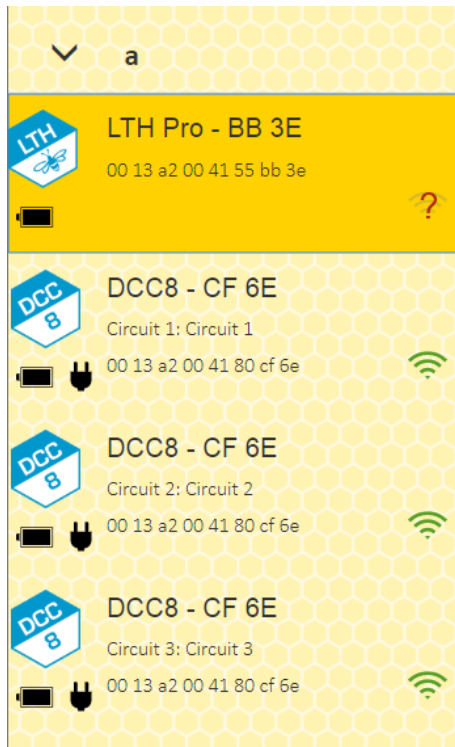 a
LTH
LTH Pro - BB 3E
00 13 a2 00 41 55 bb 3e
?
DCC
8
DCC8 - CF 6E
Circuit 1: Circuit 1
00 13 a2 00 41 80 cf 6e
DCC
8
DCC8 - CF 6E
Circuit 2: Circuit 2
00 13 a2 00 41 80 cf 6e
DCC
8
DCC8 - CF 6E
Circuit 3: Circuit 3
00 13 a2 00 41 80 cf 6e